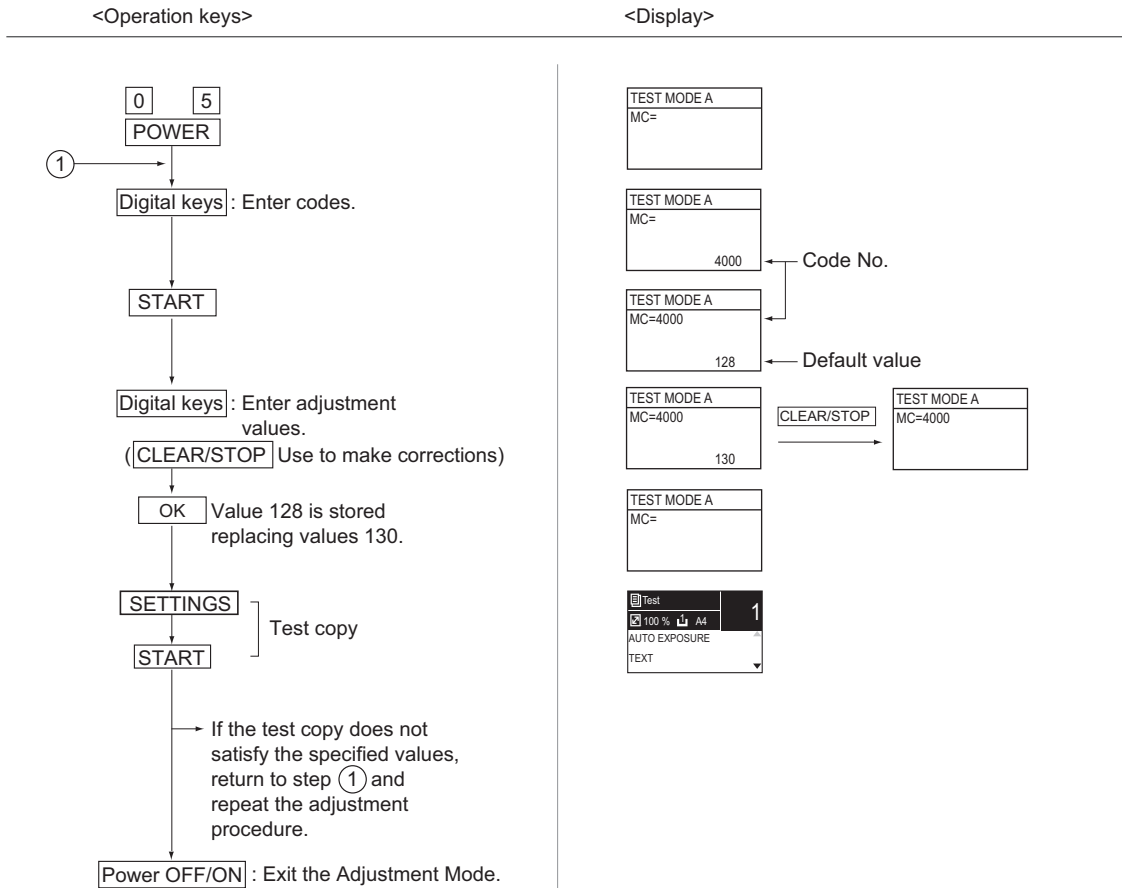 <Operation keys>
<Display>
0 5
POWER
1
Digital keys : Enter codes.
START
Digital keys : Enter adjustment
values.
(CLEAR/STOP Use to make corrections)
OK Value 128 is stored
replacing values 130.
SETTINGS
Test copy
START
If the test copy does not
satisfy the specified values,
return to step 1 and
repeat the adjustment
procedure.
Power OFF/ON : Exit the Adjustment Mode.
TEST MODE A
MC=
TEST MODE A
MC=
4000
Code No.
TEST MODE A
MC=4000
128
Default value
TEST MODE A
MC=4000
130
CLEAR/STOP
TEST MODE A
MC=4000
TEST MODE A
MC=
Test
1
100 % 1 A4
AUTO EXPOSURE
TEXT